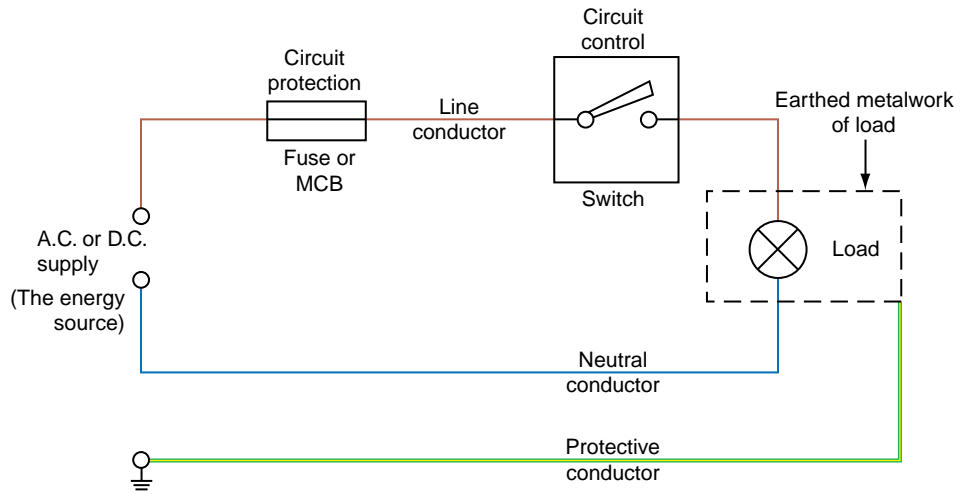 Circuit
control
Circuit
protection
Line
conductor
Earthed metalwork
of load
Fuse or
MCB
Switch
A.C. or D.C.
supply
(The energy
source)
Load
Neutral
conductor
Protective
conductor